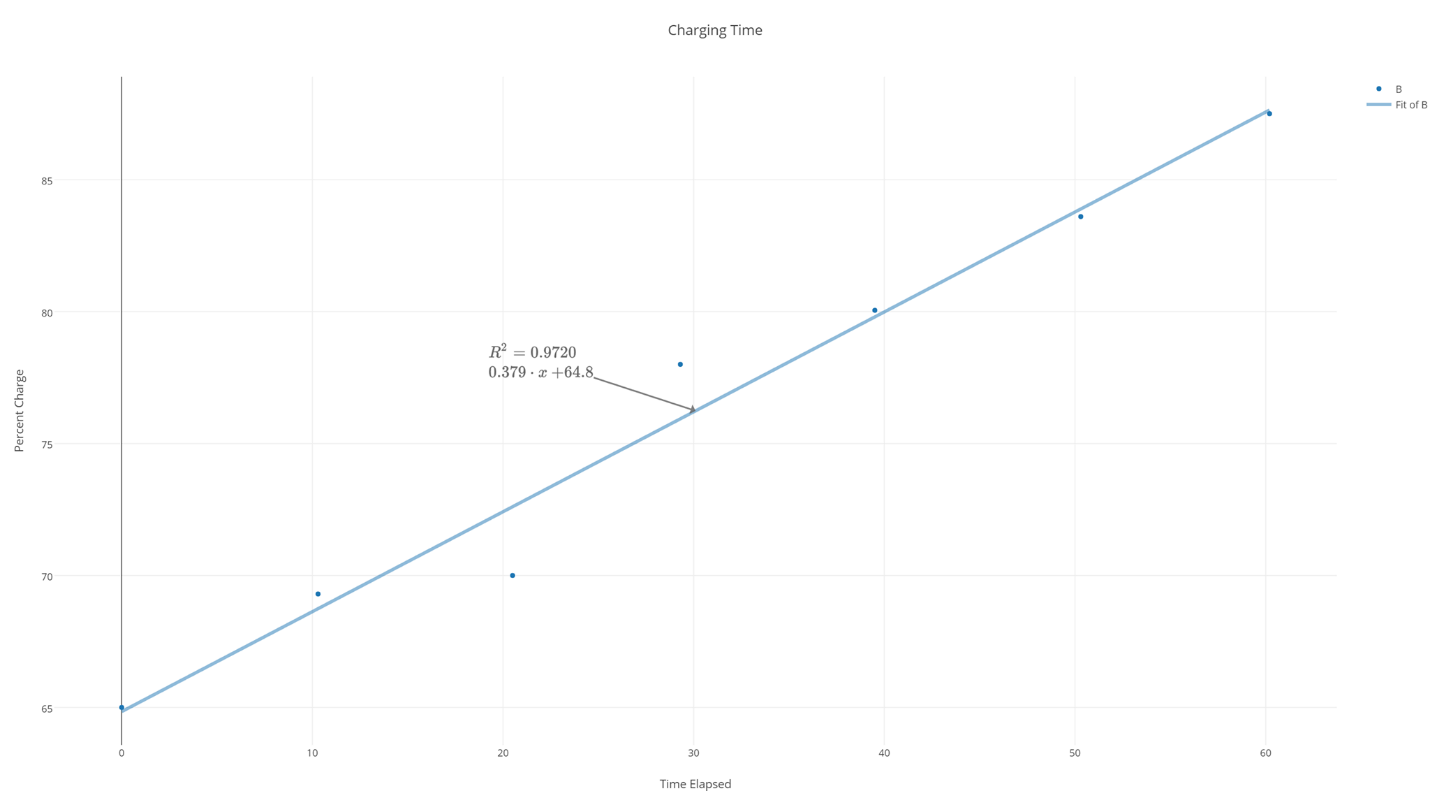 Charging Time
B
Fit of B
85
80
75
70
65
R² = 0.9720
0.379 · x +64.8
Percent Charge
0 10 20 30 40 50 60
Time Elapsed